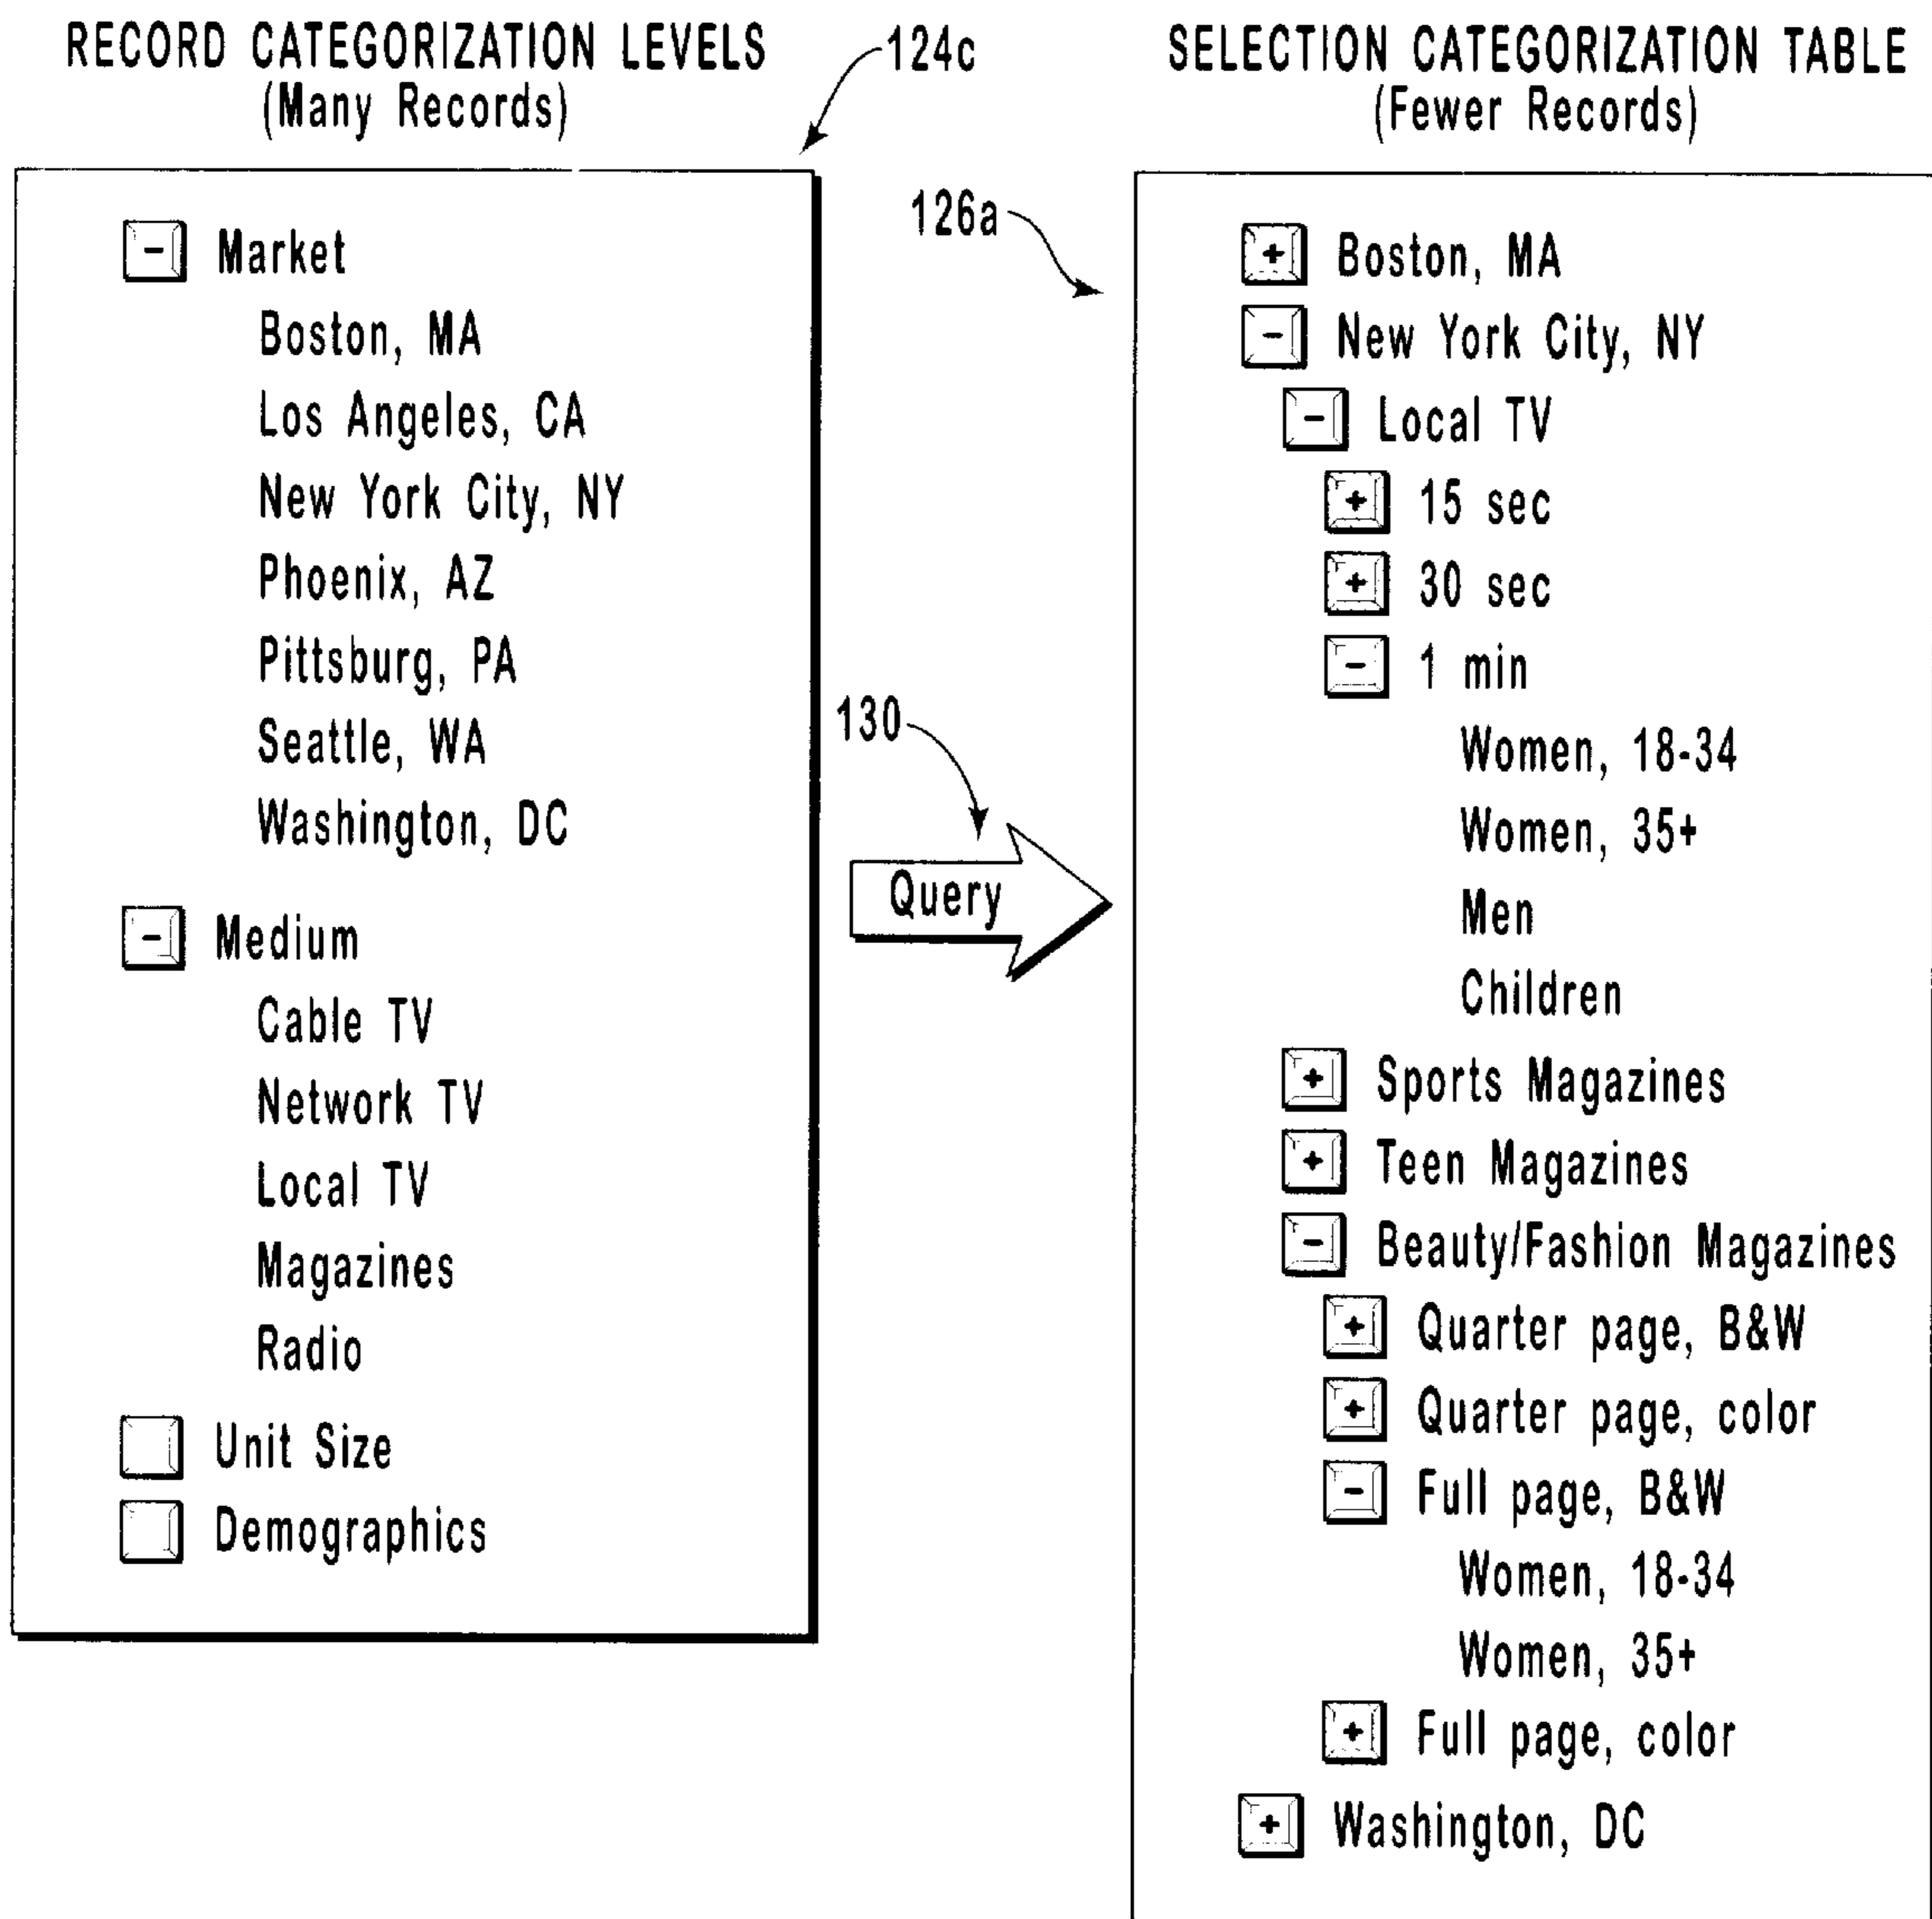 RECORD CATEGORIZATION LEVELS
(Many Records)
124c
- Market
Boston, MA
Los Angeles, CA
New York City, NY
Phoenix, AZ
Pittsburg, PA
Seattle, WA
Washington, DC
- Medium
Cable TV
Network TV
Local TV
Magazines
Radio
Unit Size
Demographics
130
Query
SELECTION CATEGORIZATION TABLE
(Fewer Records)
126a
+ Boston, MA
- New York City, NY
- Local TV
+ 15 sec
+ 30 sec
- 1 min
Women, 18-34
Women, 35+
Men
Children
+ Sports Magazines
+ Teen Magazines
- Beauty/Fashion Magazines
+ Quarter page, B&W
+ Quarter page, color
- Full page, B&W
Women, 18-34
Women, 35+
+ Full page, color
+ Washington, DC